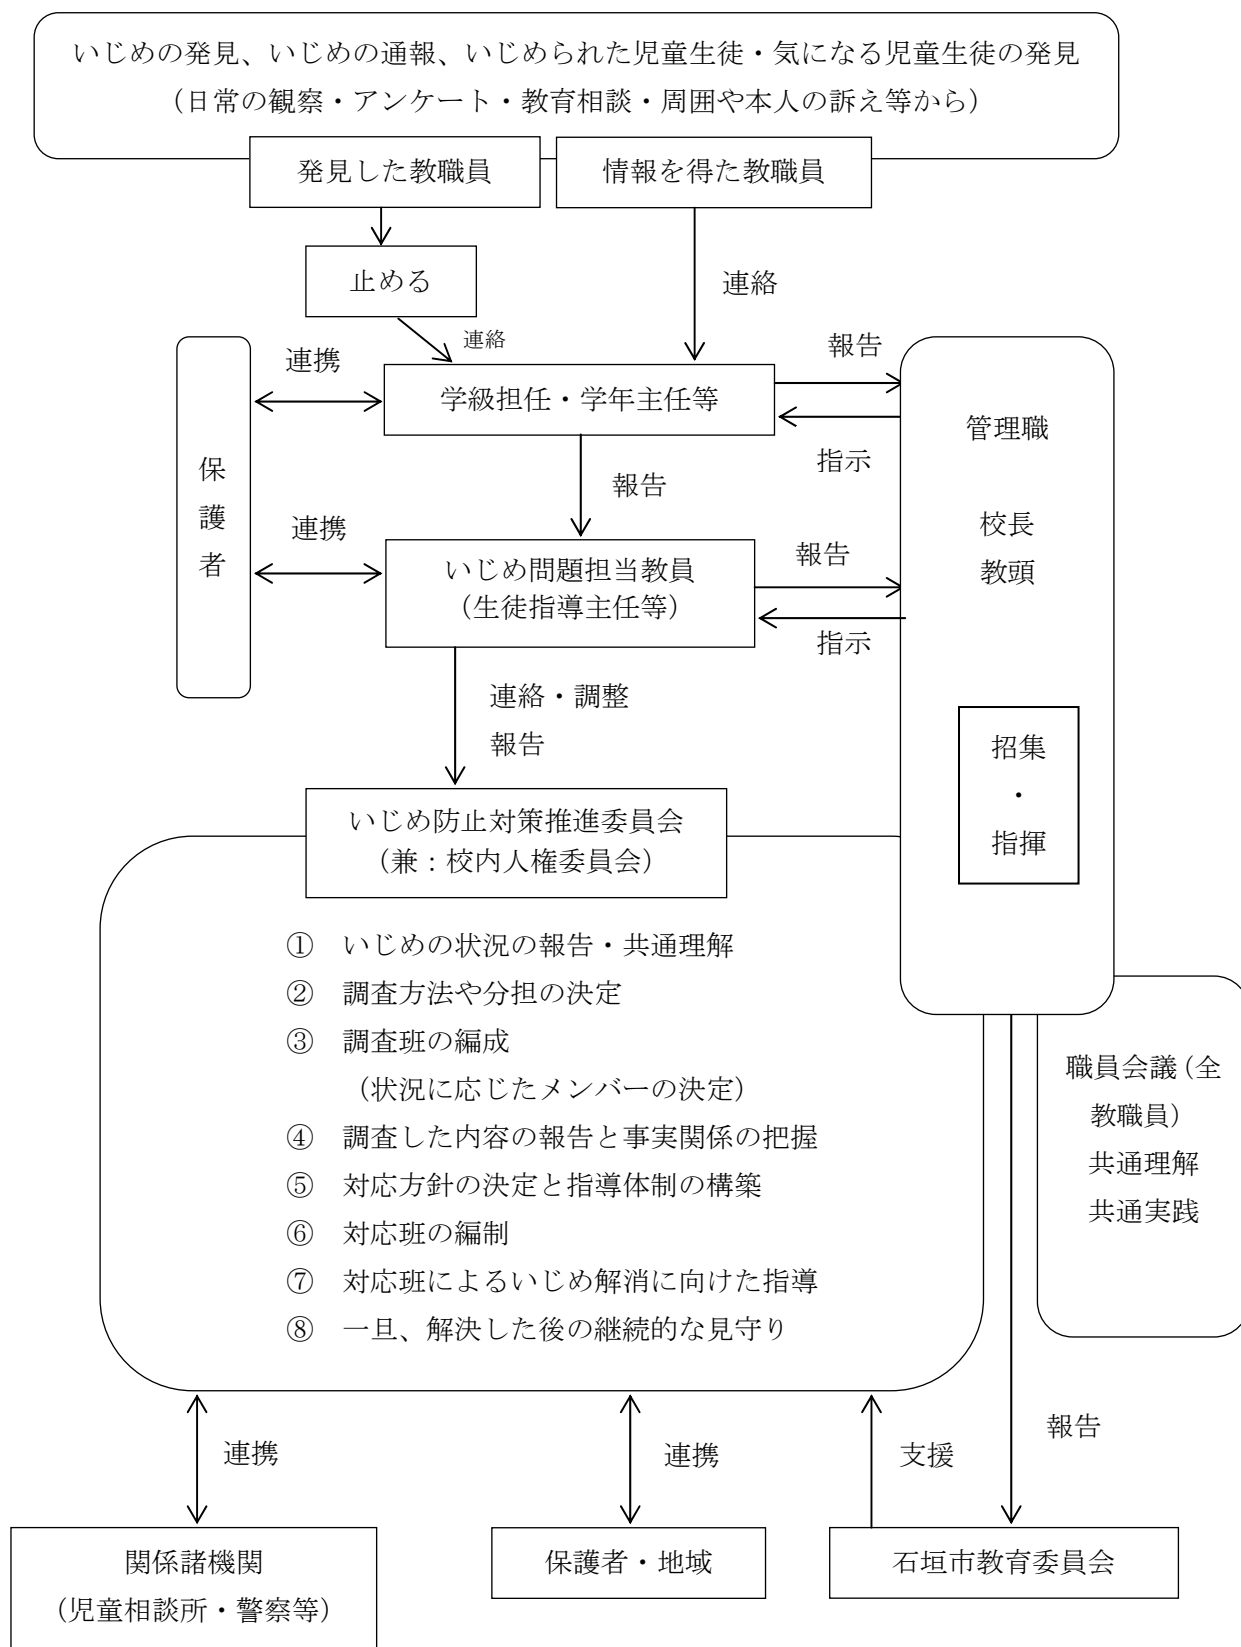 いじめの発見、いじめの通報、いじめられた児童生徒・気になる児童生徒の発見
（日常の観察・アンケート・教育相談・周囲や本人の訴え等から）
発見した教職員
情報を得た教職員
止める
連絡
連絡
連携
学級担任・学年主任等
報告
指示
管理職
校長
教頭
保護者
報告
連携
いじめ問題担当教員
（生徒指導主任等）
報告
指示
連絡・調整
報告
招集
・
指揮
いじめ防止対策推進委員会
（兼：校内人権委員会）
① いじめの状況の報告・共通理解
② 調査方法や分担の決定
③ 調査班の編成
（状況に応じたメンバーの決定）
④ 調査した内容の報告と事実関係の把握
⑤ 対応方針の決定と指導体制の構築
⑥ 対応班の編制
⑦ 対応班によるいじめ解消に向けた指導
⑧ 一旦、解決した後の継続的な見守り
職員会議（全
教職員）
共通理解
共通実践
連携
連携
支援
報告
関係諸機関
（児童相談所・警察等）
保護者・地域
石垣市教育委員会